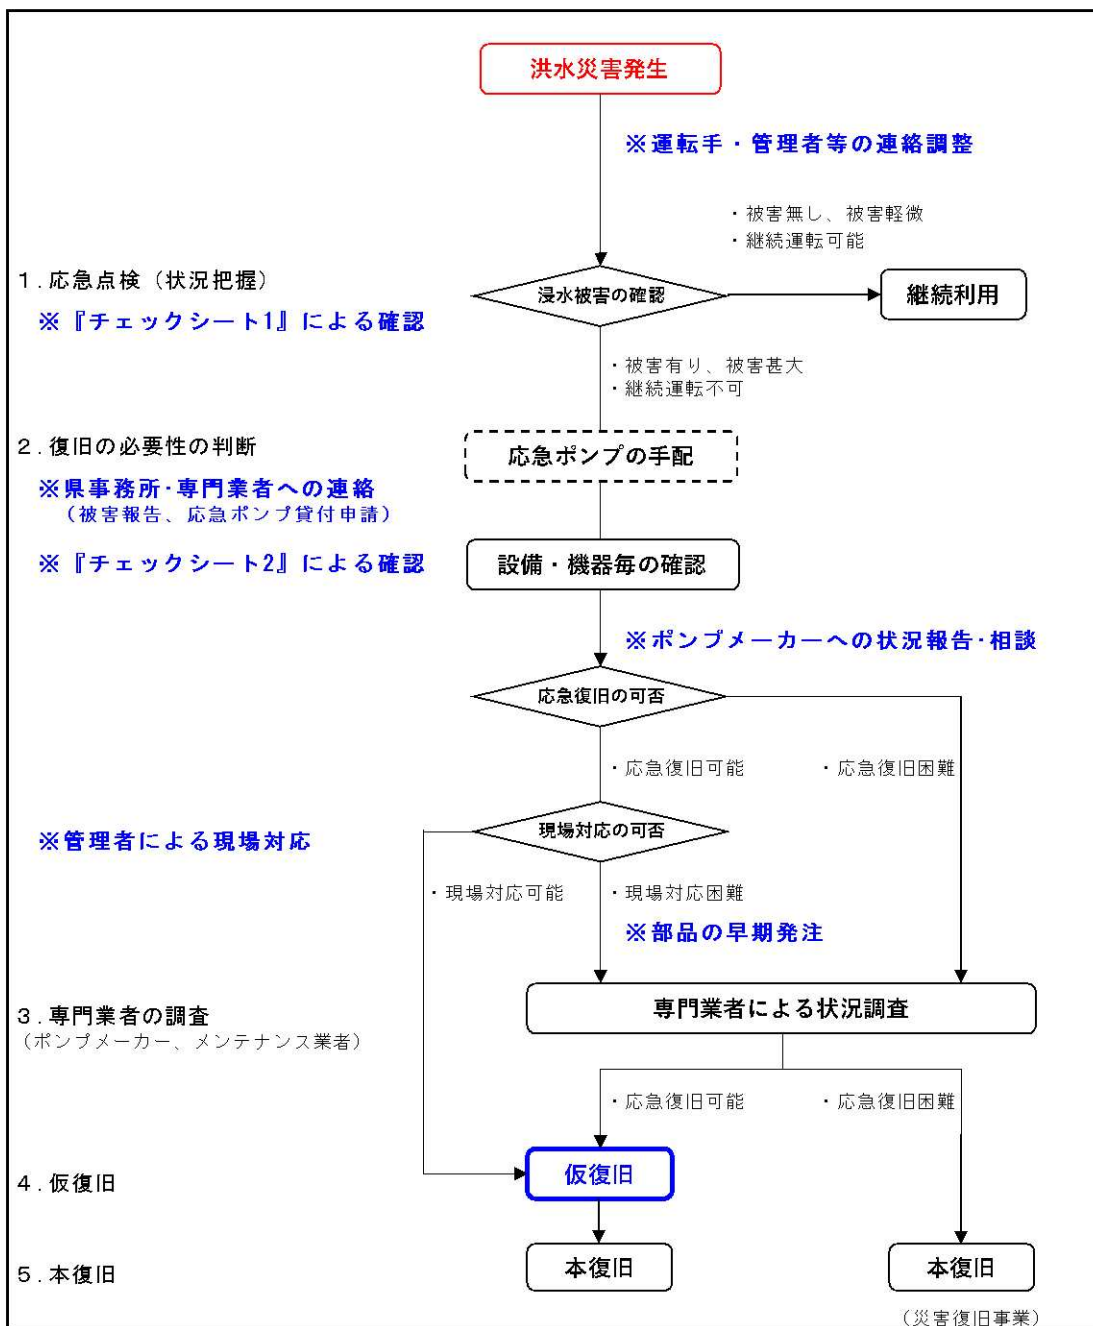 洪水災害発生
※運転手・管理者等の連絡調整
・被害無し、被害軽微
・継続運転可能
1.応急点検（状況把握）
浸水被害の確認
継続利用
※『チェックシート1』による確認
・被害有り、被害甚大
・継続運転不可
2.復旧の必要性の判断
応急ポンプの手配
※県事務所･専門業者への連絡
（被害報告、応急ポンプ貸付申請）
※『チェックシート2』による確認
設備・機器毎の確認
※ポンプメーカーへの状況報告･相談
応急復旧の可否
・応急復旧可能
・応急復旧困難
※管理者による現場対応
現場対応の可否
・現場対応可能
・現場対応困難
※部品の早期発注
3.専門業者の調査
（ポンプメーカー、メンテナンス業者）
専門業者による状況調査
・応急復旧可能
・応急復旧困難
4.仮復旧
仮復旧
5.本復旧
本復旧
本復旧
（災害復旧事業）